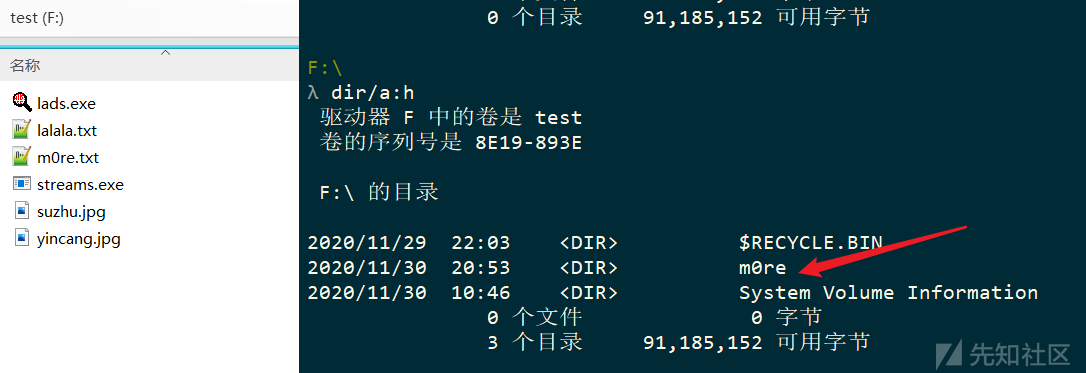 test (F:)
名称
lads.exe
lalala.txt
m0re.txt
streams.exe
suzhu.jpg
yincang.jpg
0 个目录 91,185,152 可用字节
F:\
λ dir/a:h
驱动器 F 中的卷是 test
卷的序列号是 8E19-893E
F:\ 的目录
2020/11/29 22:03 <DIR> $RECYCLE.BIN
2020/11/30 20:53 <DIR> m0re
2020/11/30 10:46 <DIR> System Volume Information
0 个文件 0 字节
3 个目录 91,185,152 可用字节
先知社区